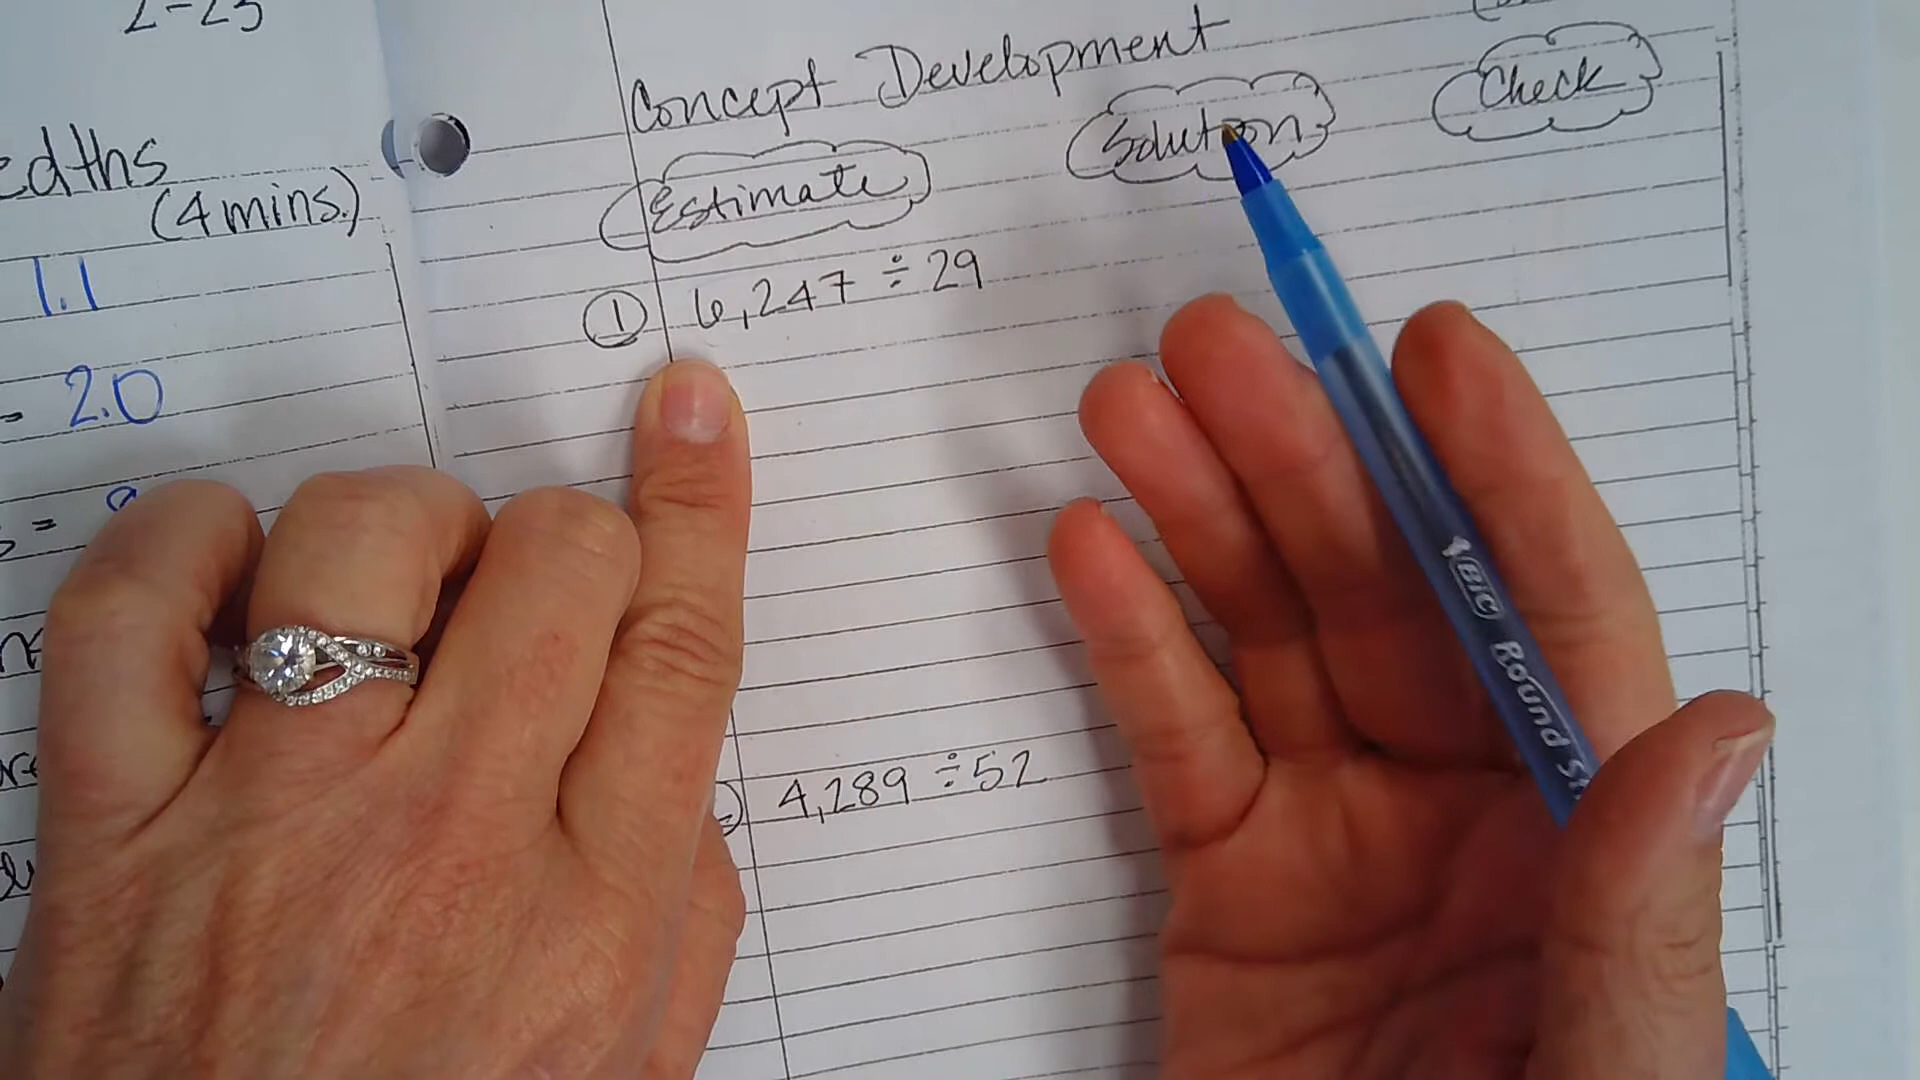 2-23
edths
(4 mins.)
1.1
= 2.0
=
Concept Development
Estimate
Solution
Check
① 6,247 ÷ 29
4,289 ÷ 52
BIC Round